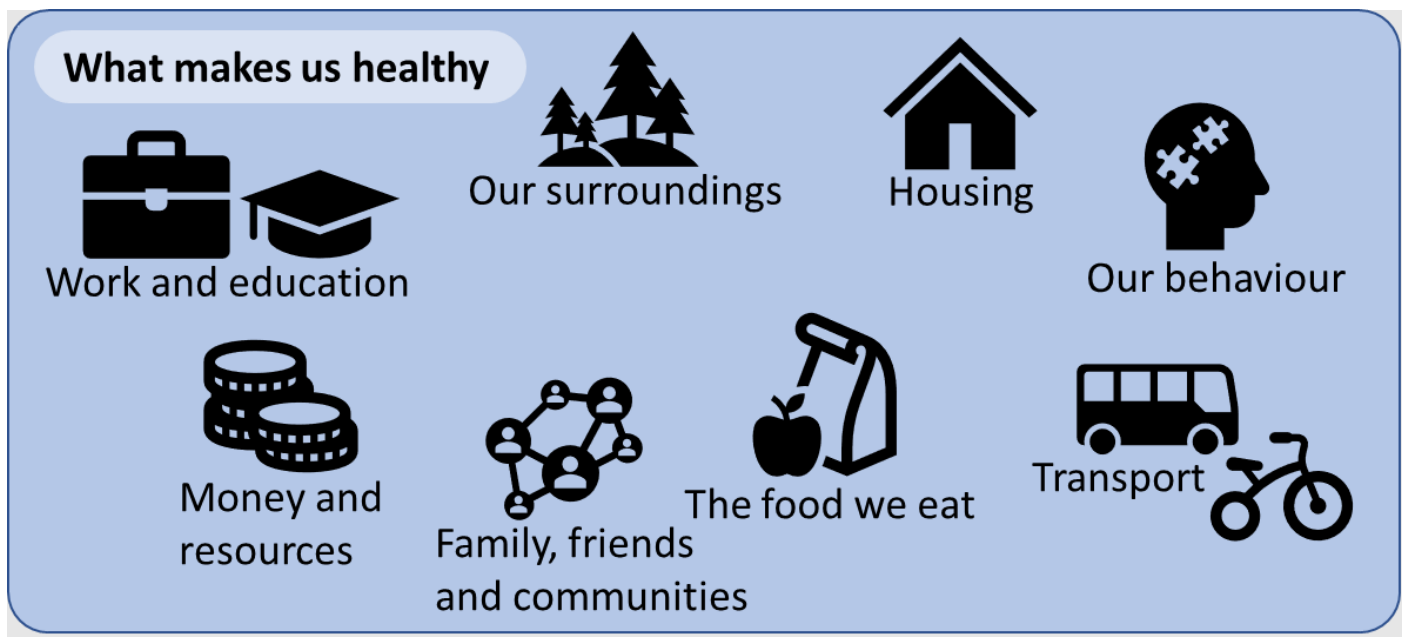 What makes us healthy
Our surroundings
Housing
Work and education
Our behaviour
Money and
resources
Family, friends
and communities
The food we eat
Transport